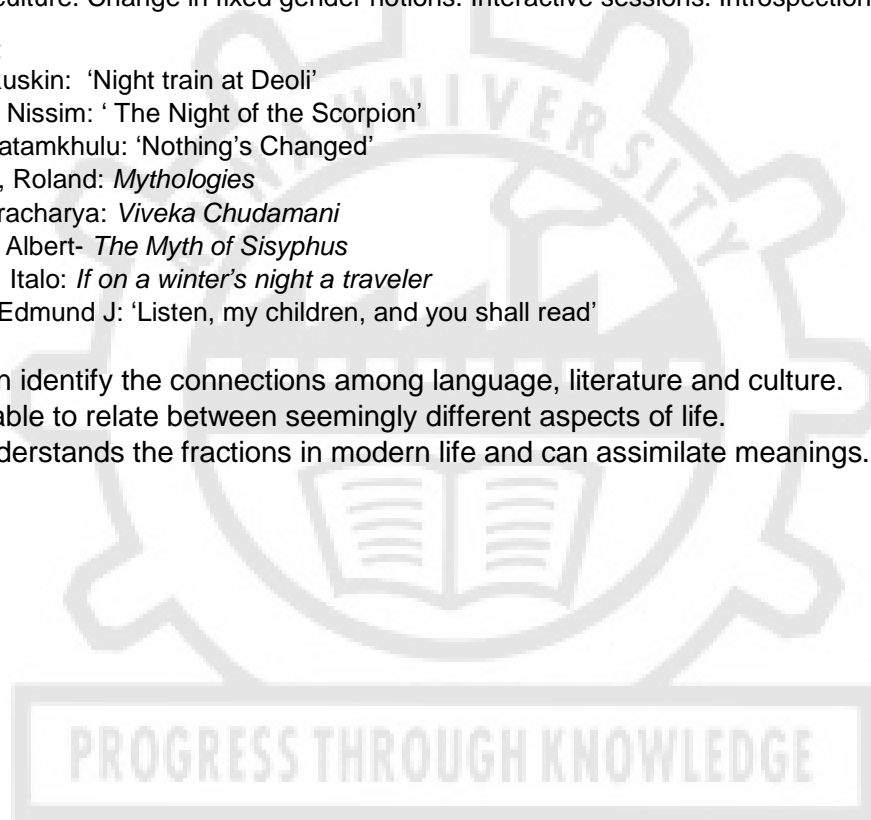 culture. Change in fixed gender notions. Interactive sessions. Introspection
:
uskin: 'Night train at Deoli'
Nissim: ‘ The Night of the Scorpion’
atamkhulu: ‘Nothing’s Changed’
, Roland: Mythologies
racharya: Viveka Chudamani
Albert- The Myth of Sisyphus
Italo: If on a winter’s night a traveler
Edmund J: ‘Listen, my children, and you shall read’
n identify the connections among language, literature and culture.
able to relate between seemingly different aspects of life.
derstands the fractions in modern life and can assimilate meanings.
UNIVERSITY
PROGRESS THROUGH KNOWLEDGE